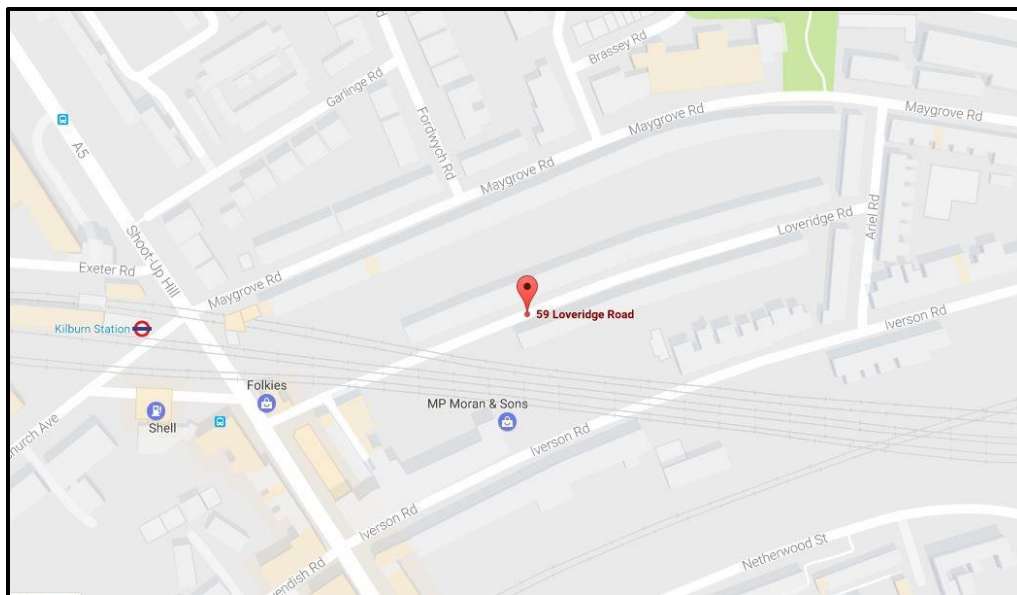 Brassey Rd
Garlinge Rd
Fordwych Rd
Maygrove Rd
Maygrove Rd
A5
Maygrove Rd
Ariel Rd
Loveridge Rd
Shoot-Up Hill
Exeter Rd
Maygrove Rd
59 Loveridge Road
Iverson Rd
Kilburn Station
Folkies
MP Moran & Sons
Shell
Iverson Rd
Iverson Rd
Netherwood St